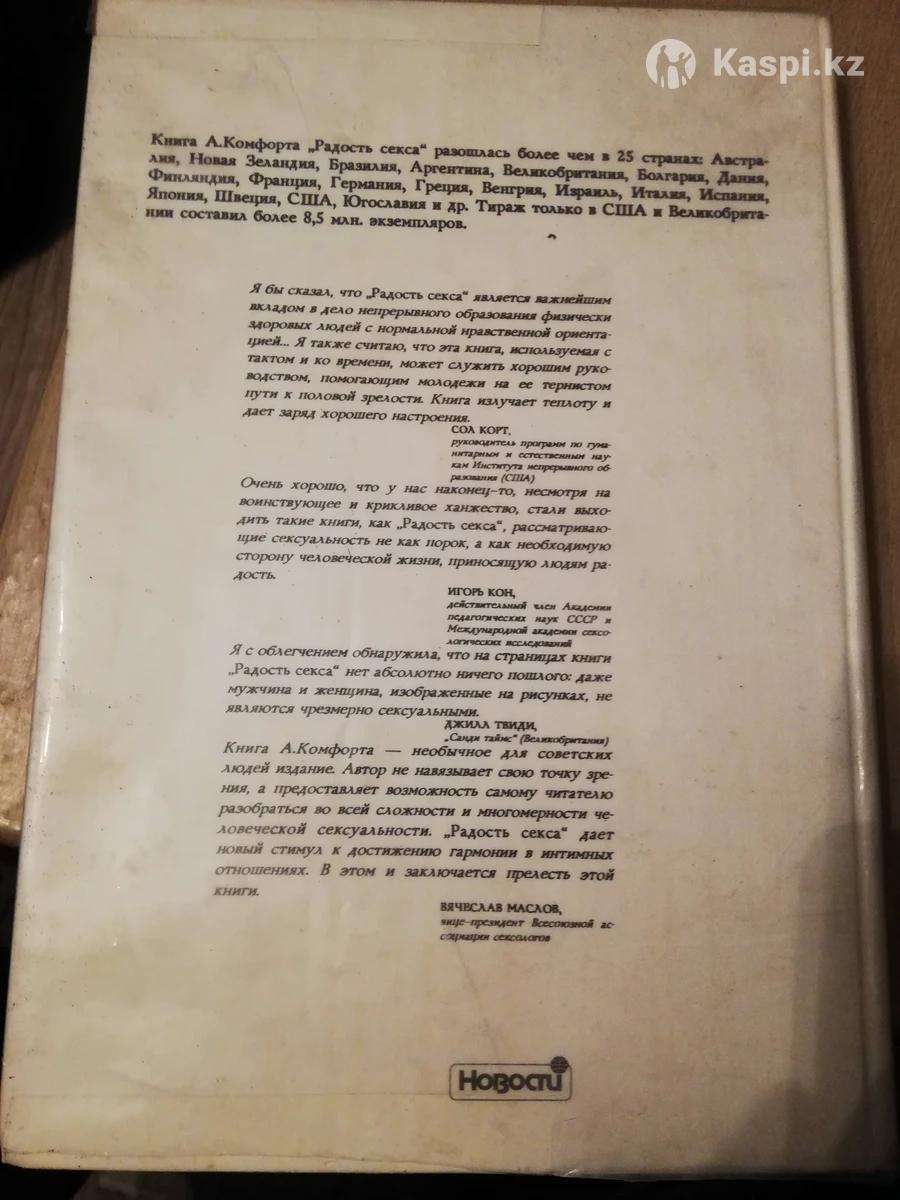 Kaspi.kz
Книга А.Комфорта „Радость секса“ разошлась более чем в 25 странах: Австра-
лия, Новая Зеландия, Бразилия, Аргентина, Великобритания, Болгария, Дания,
Финляндия, Франция, Германия, Греция, Венгрия, Израиль, Италия, Испания,
Япония, Швеция, США, Югославия и др. Тираж только в США и Великобрита-
нии составил более 8,5 млн. экземпляров.
Я бы сказал, что „Радость секса“ является важнейшим
вкладом в дело непрерывного образования физически
здоровых людей с нормальной нравственной ориента-
цией... Я также считаю, что эта книга, используемая с
тактом и ко времени, может служить хорошим руко-
водством, помогающим молодежи на ее тернистом
пути к половой зрелости. Книга излучает теплоту и
дает заряд хорошего настроения.
СОЛ КОРТ,
руководитель программ по гума-
нитарным и естественным нау-
кам Института непрерывного об-
разования (США)
Очень хорошо, что у нас наконец-то, несмотря на
воинствующее и крикливое ханжество, стали выхо-
дить такие книги, как „Радость секса“, рассматриваю-
щие сексуальность не как порок, а как необходимую
сторону человеческой жизни, приносящую людям ра-
дость.
ИГОРЬ КОН,
действительный член Академии
педагогических наук СССР и
Международной академии сексо-
логических исследований
Я с облегчением обнаружила, что на страницах книги
„Радость секса“ нет абсолютно ничего пошлого: даже
мужчина и женщина, изображенные на рисунках, не
являются чрезмерно сексуальными.
ДЖИЛЛ ТВИДИ,
„Санди таймс“ (Великобритания)
Книга А.Комфорта — необычное для советских
людей издание. Автор не навязывает свою точку зре-
ния, а предоставляет возможность самому читателю
разобраться во всей сложности и многомерности че-
ловеческой сексуальности. „Радость секса“ дает
новый стимул к достижению гармонии в интимных
отношениях. В этом и заключается прелесть этой
книги.
ВЯЧЕСЛАВ МАСЛОВ,
вице-президент Всесоюзной ас-
социации сексологов
Новости